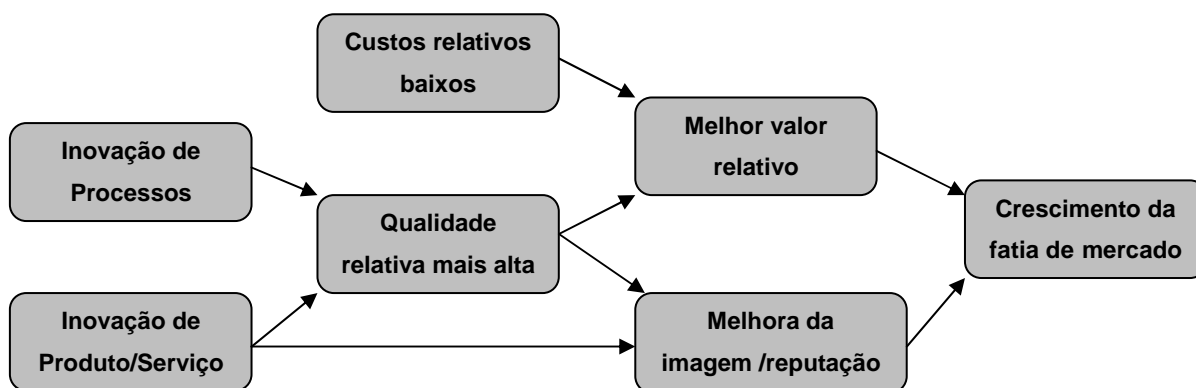 Custos relativos
baixos
Inovação de
Processos
Melhor valor
relativo
Qualidade
relativa mais alta
Crescimento da
fatia de mercado
Inovação de
Produto/Serviço
Melhora da
imagem /reputação